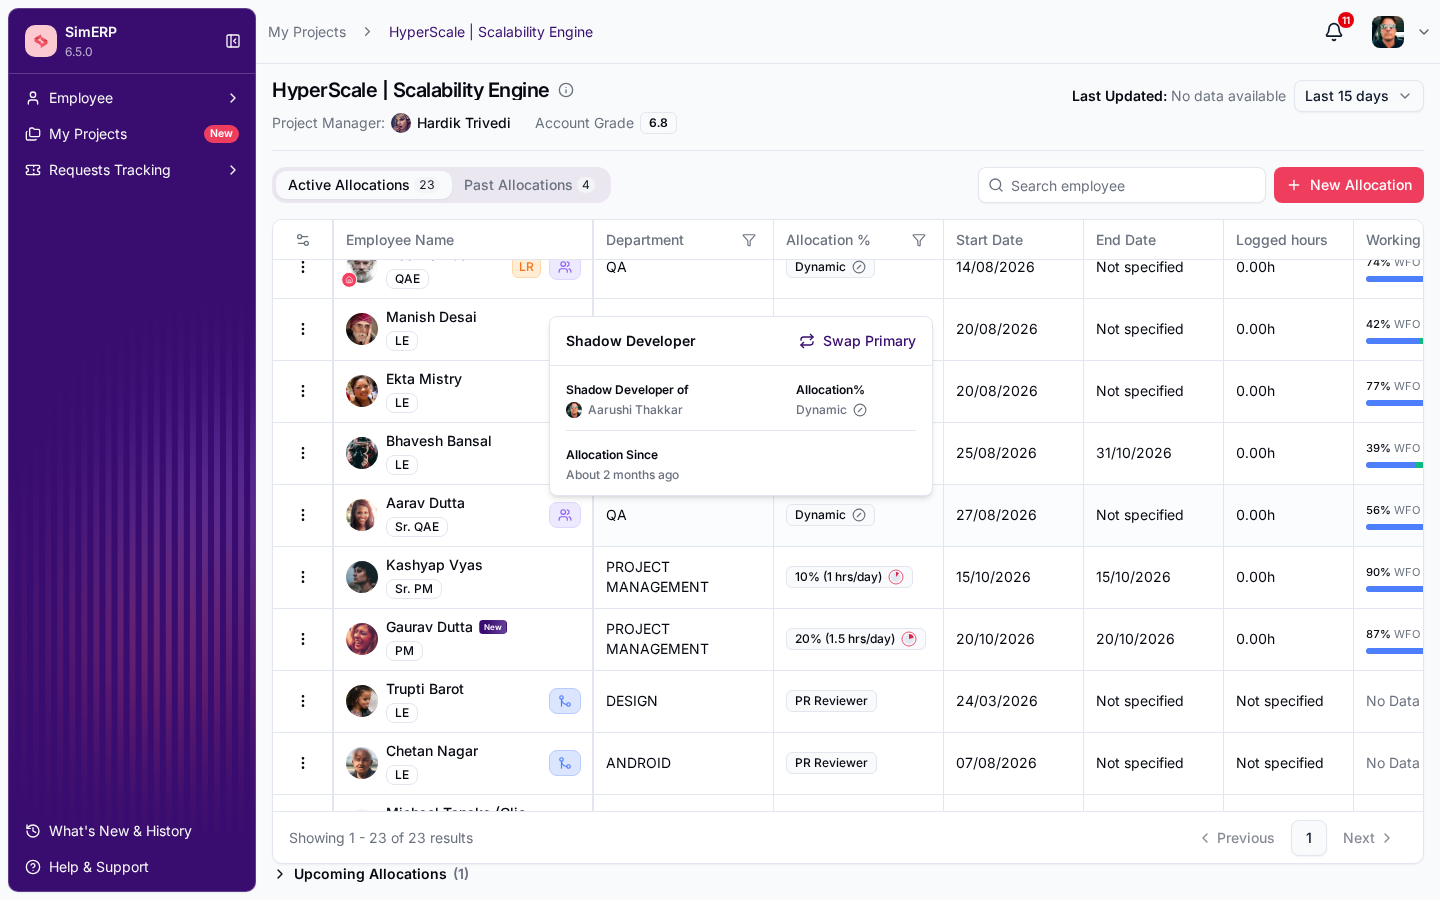 SimERP
6.5.0
Employee
My Projects
New
Requests Tracking
What's New & History
Help & Support
My Projects
HyperScale | Scalability Engine
11
HyperScale | Scalability Engine
Last Updated: No data available
Last 15 days
Project Manager: Hardik Trivedi
Account Grade 6.8
Active Allocations 23
Past Allocations 4
Search employee
New Allocation
Employee Name
Department
Allocation %
Start Date
End Date
Logged hours
Working
QAE
LR
QA
Dynamic
14/08/2026
Not specified
0.00h
74% WFO
Manish Desai
LE
20/08/2026
Not specified
0.00h
42% WFO
Ekta Mistry
LE
20/08/2026
Not specified
0.00h
77% WFO
Bhavesh Bansal
LE
25/08/2026
31/10/2026
0.00h
39% WFO
Shadow Developer
Swap Primary
Shadow Developer of
Aarushi Thakkar
Allocation%
Dynamic
Allocation Since
About 2 months ago
Aarav Dutta
Sr. QAE
QA
Dynamic
27/08/2026
Not specified
0.00h
56% WFO
Kashyap Vyas
Sr. PM
PROJECT
MANAGEMENT
10% (1 hrs/day)
15/10/2026
15/10/2026
0.00h
90% WFO
Gaurav Dutta New
PM
PROJECT
MANAGEMENT
20% (1.5 hrs/day)
20/10/2026
20/10/2026
0.00h
87% WFO
Trupti Barot
LE
DESIGN
PR Reviewer
24/03/2026
Not specified
Not specified
No Data
Chetan Nagar
LE
ANDROID
PR Reviewer
07/08/2026
Not specified
Not specified
No Data
Showing 1 - 23 of 23 results
Previous
1
Next
Upcoming Allocations (1)